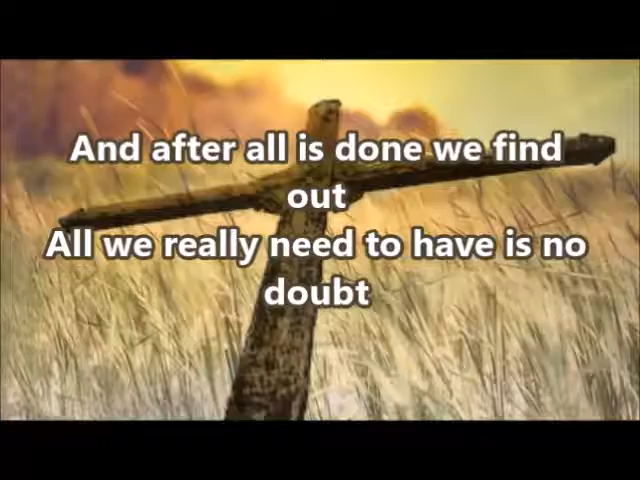 And after all is done we find
out
All we really need to have is no
doubt